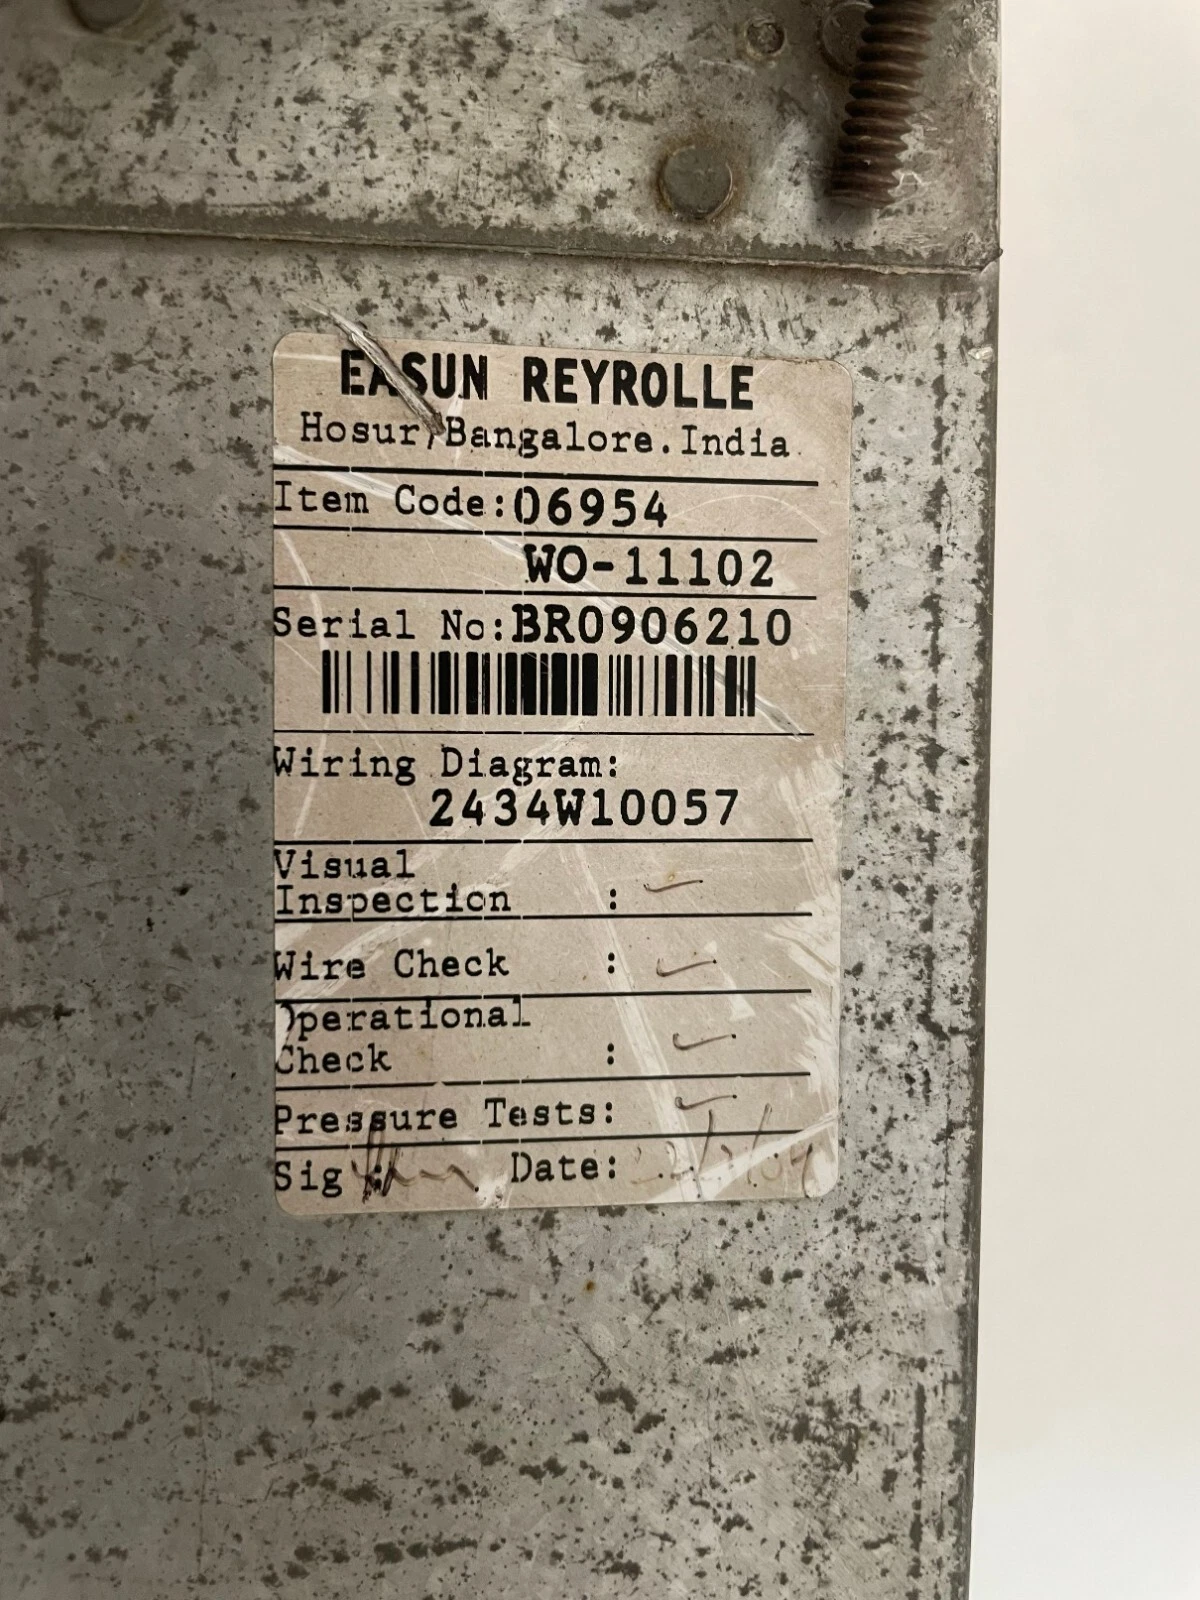 EASUN REYROLLE
Hosur/Bangalore.India.
Item Code:06954
WO-11102
Serial No:BR0906210
Wiring Diagram:
2434W10057
Visual
Inspection :
Wire Check :
Operational
Check :
Pressure Tests:
Sig : Date: